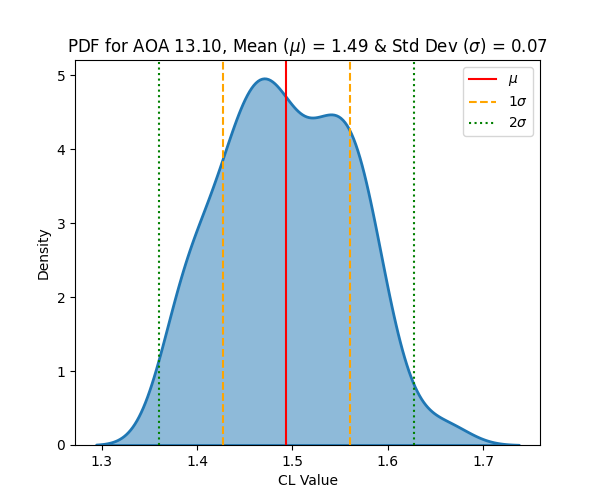 PDF for AOA 13.10, Mean (μ) = 1.49 & Std Dev (σ) = 0.07
μ
1σ
2σ
5
4
3
2
1
0
Density
1.3 1.4 1.5 1.6 1.7
CL Value